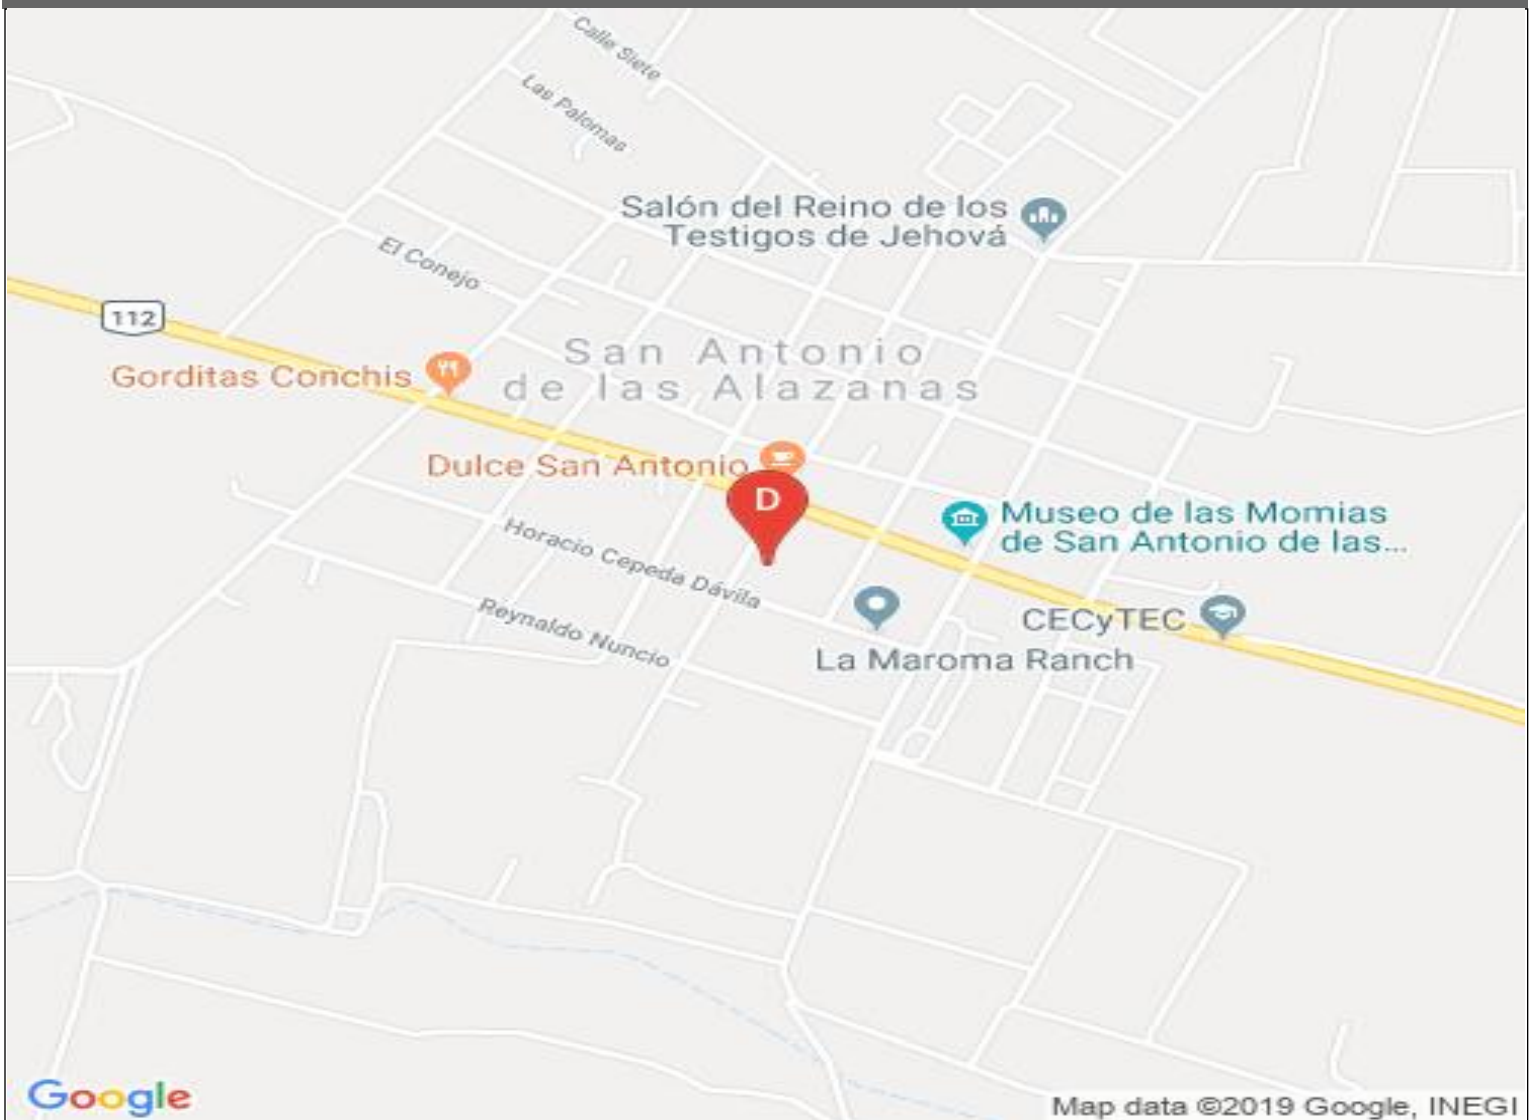 Calle Siete
Las Palomas
Salón del Reino de los
Testigos de Jehová
El Conejo
112
San Antonio
de las Alazanas
Gorditas Conchis
Dulce San Antonio
D
Museo de las Momias
de San Antonio de las...
Horacio Cepeda Dávila
Reynaldo Nuncio
CECyTEC
La Maroma Ranch
Google
Map data ©2019 Google, INEGI